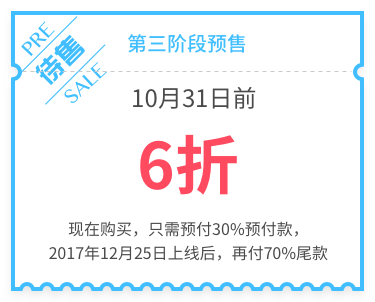 PRE
待售
SALE
第三阶段预售
10月31日前
6折
现在购买，只需预付30%预付款，
2017年12月25日上线后，再付70%尾款